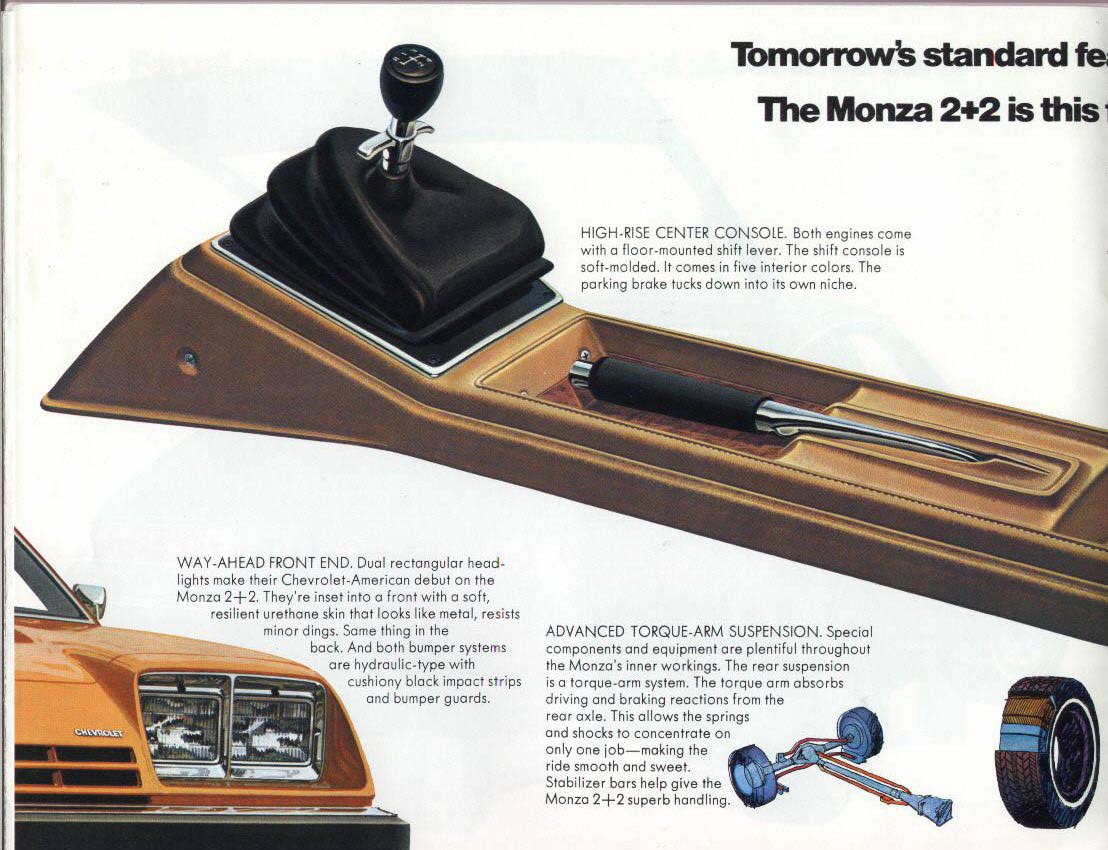 Tomorrow's standard fea
The Monza 2+2 is this
HIGH-RISE CENTER CONSOLE. Both engines come
with a floor-mounted shift lever. The shift console is
soft-molded. It comes in five interior colors. The
parking brake tucks down into its own niche.
WAY-AHEAD FRONT END. Dual rectangular head-
lights make their Chevrolet-American debut on the
Monza 2+2. They're inset into a front with a soft,
resilient urethane skin that looks like metal, resists
minor dings. Same thing in the
back. And both bumper systems
are hydraulic-type with
cushiony black impact strips
and bumper guards.
CHEVROLET
ADVANCED TORQUE-ARM SUSPENSION. Special
components and equipment are plentiful throughout
the Monza's inner workings. The rear suspension
is a torque-arm system. The torque arm absorbs
driving and braking reactions from the
rear axle. This allows the springs
and shocks to concentrate on
only one job—making the
ride smooth and sweet.
Stabilizer bars help give the
Monza 2+2 superb handling.